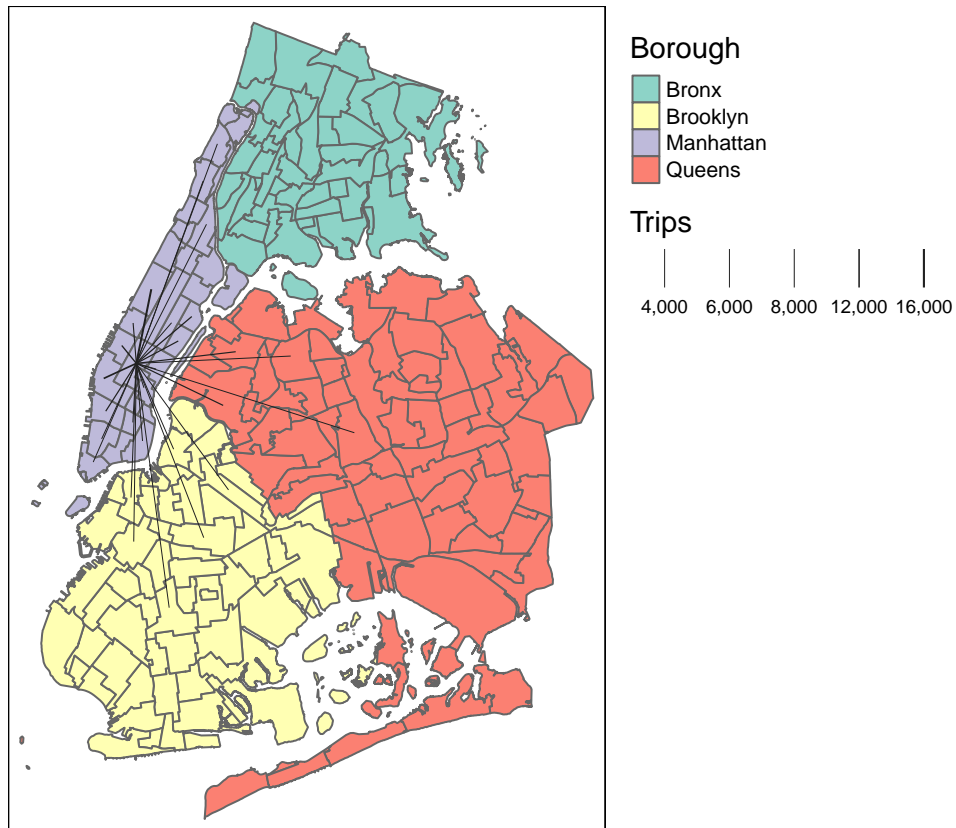 Borough
Bronx
Brooklyn
Manhattan
Queens
Trips
4,000 6,000 8,000 12,000 16,000